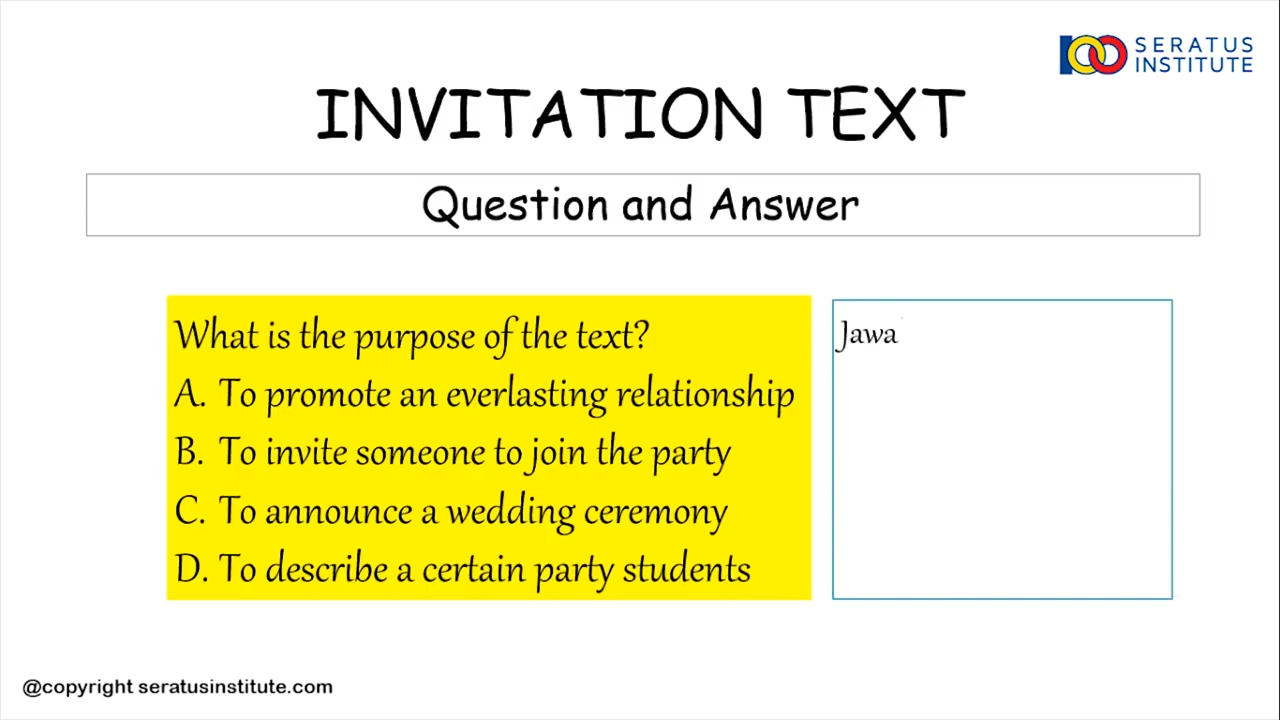 SERATUS
INSTITUTE
INVITATION TEXT
Question and Answer
What is the purpose of the text?
A. To promote an everlasting relationship
B. To invite someone to join the party
C. To announce a wedding ceremony
D. To describe a certain party students
Jawa
@copyright seratusinstitute.com